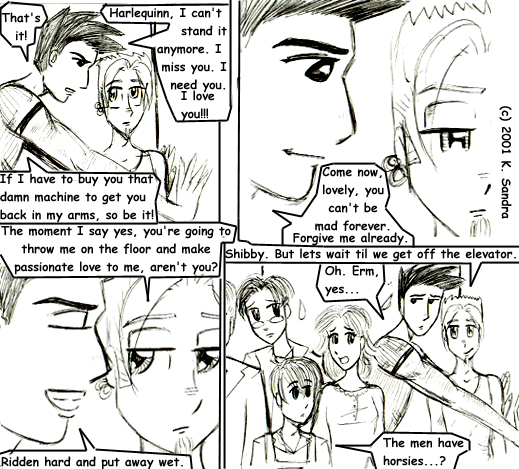 That's
it!
Harlequinn, I can't
stand it
anymore. I
miss you. I
need you.
I love
you!!!
If I have to buy you that
damn machine to get you
back in my arms, so be it!
Come now,
lovely, you
can't be
mad forever.
Forgive me already.
(c) 2001 K. Sandra
The moment I say yes, you're going to
throw me on the floor and make
passionate love to me, aren't you?
Ridden hard and put away wet.
Shibby. But lets wait til we get off the elevator.
Oh. Erm,
yes...
The men have
horsies...?